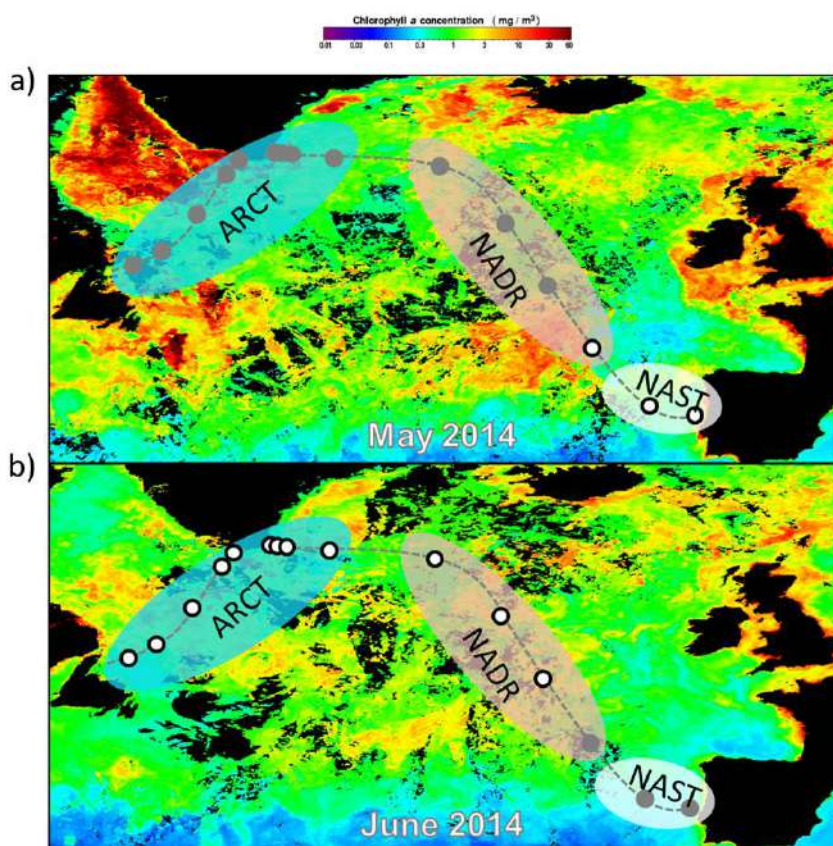 Chlorophyll a concentration ( mg / m³ )
0.01 0.03 0.1 0.3 1 3 10 30 60
a)
ARCT
NADR
NAST
May 2014
b)
ARCT
NADR
NAST
June 2014